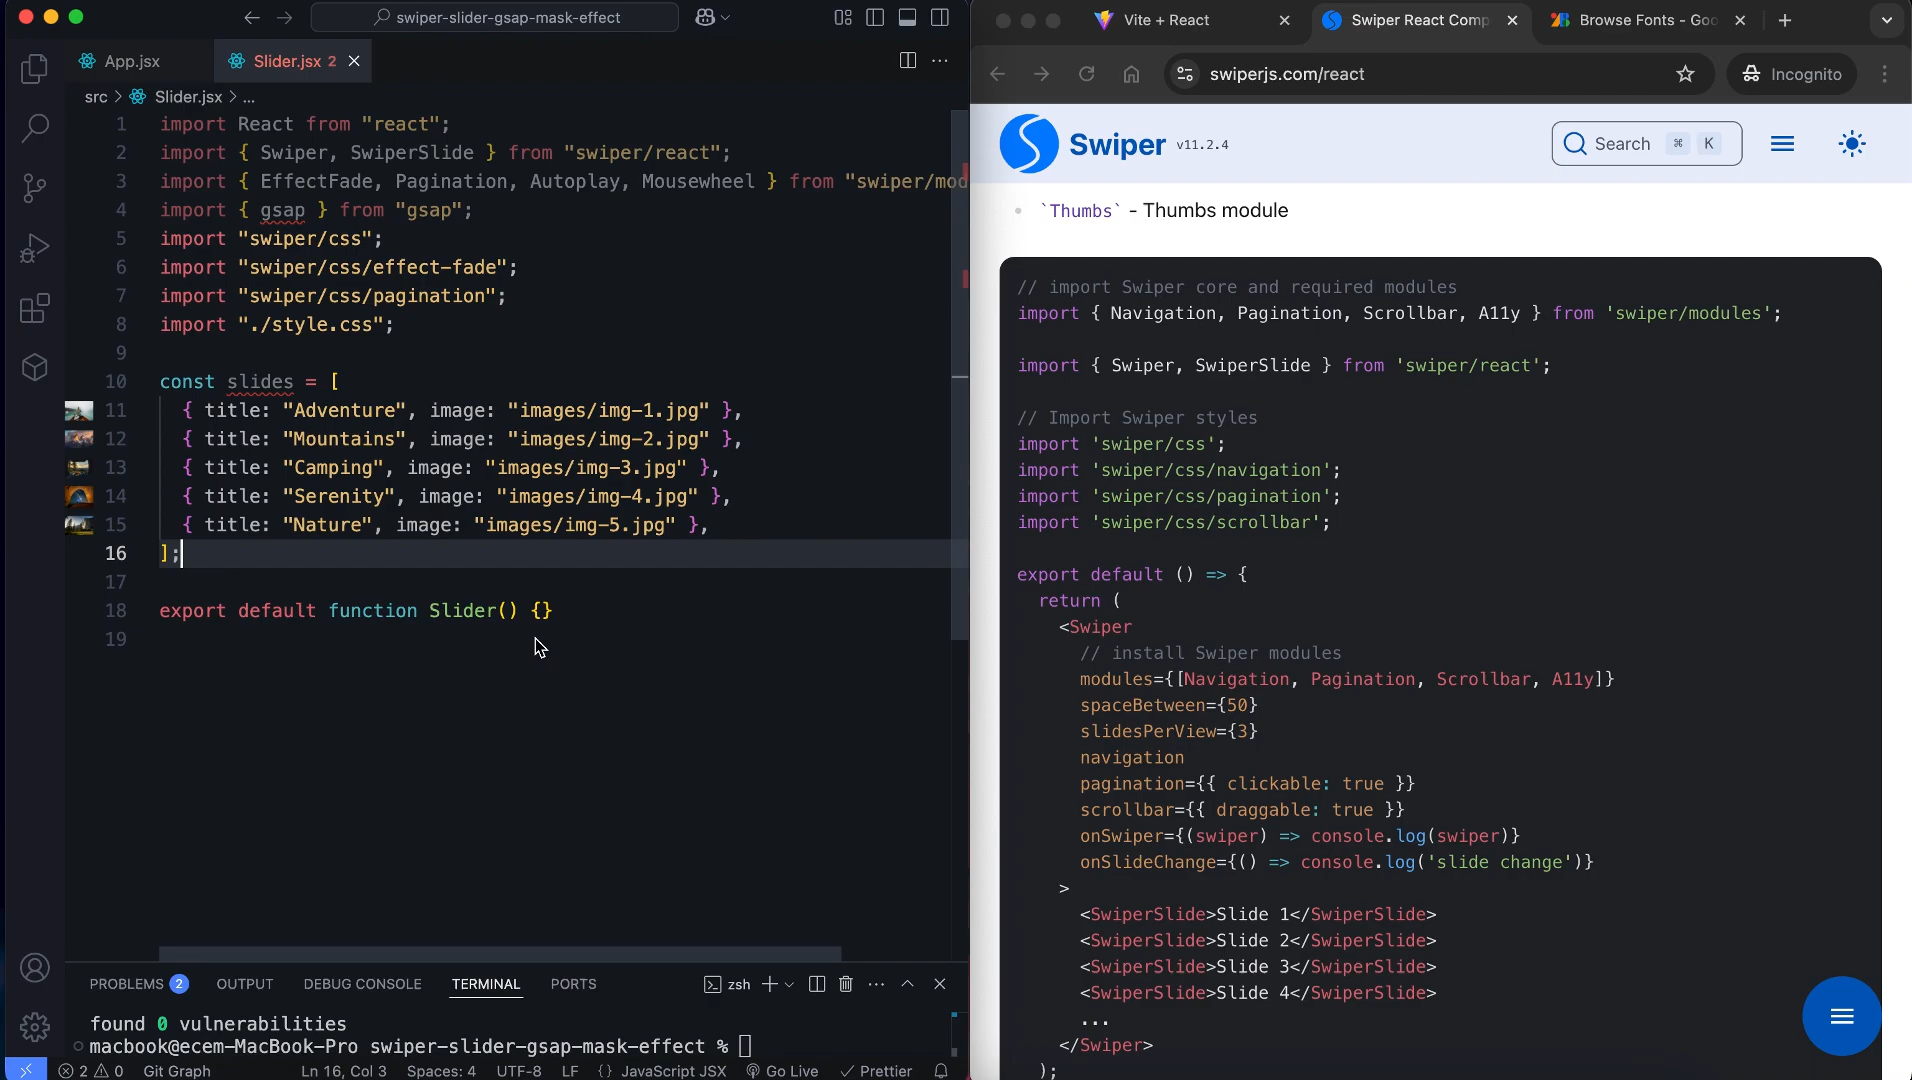 swiper-slider-gsap-mask-effect
App.jsx
Slider.jsx 2
src > Slider.jsx > ...
1 import React from "react";
2 import { Swiper, SwiperSlide } from "swiper/react";
3 import { EffectFade, Pagination, Autoplay, Mousewheel } from "swiper/mod
4 import { gsap } from "gsap";
5 import "swiper/css";
6 import "swiper/css/effect-fade";
7 import "swiper/css/pagination";
8 import "./style.css";
9
10 const slides = [
11 { title: "Adventure", image: "images/img-1.jpg" },
12 { title: "Mountains", image: "images/img-2.jpg" },
13 { title: "Camping", image: "images/img-3.jpg" },
14 { title: "Serenity", image: "images/img-4.jpg" },
15 { title: "Nature", image: "images/img-5.jpg" },
16 ];
17
18 export default function Slider() {}
19
PROBLEMS 2 OUTPUT DEBUG CONSOLE TERMINAL PORTS zsh
found 0 vulnerabilities
macbook@ecem-MacBook-Pro swiper-slider-gsap-mask-effect %
2 0 Git Graph Ln 16, Col 3 Spaces: 4 UTF-8 LF {} JavaScript JSX Go Live Prettier
Vite + React
Swiper React Comp
Browse Fonts - Goo
swiperjs.com/react
Incognito
Swiper v11.2.4
Search ⌘ K
`Thumbs` - Thumbs module
// import Swiper core and required modules
import { Navigation, Pagination, Scrollbar, A11y } from 'swiper/modules';
import { Swiper, SwiperSlide } from 'swiper/react';
// Import Swiper styles
import 'swiper/css';
import 'swiper/css/navigation';
import 'swiper/css/pagination';
import 'swiper/css/scrollbar';
export default () => {
return (
<Swiper
// install Swiper modules
modules={[Navigation, Pagination, Scrollbar, A11y]}
spaceBetween={50}
slidesPerView={3}
navigation
pagination={{ clickable: true }}
scrollbar={{ draggable: true }}
onSwiper={(swiper) => console.log(swiper)}
onSlideChange={() => console.log('slide change')}
>
<SwiperSlide>Slide 1</SwiperSlide>
<SwiperSlide>Slide 2</SwiperSlide>
<SwiperSlide>Slide 3</SwiperSlide>
<SwiperSlide>Slide 4</SwiperSlide>
...
</Swiper>
);